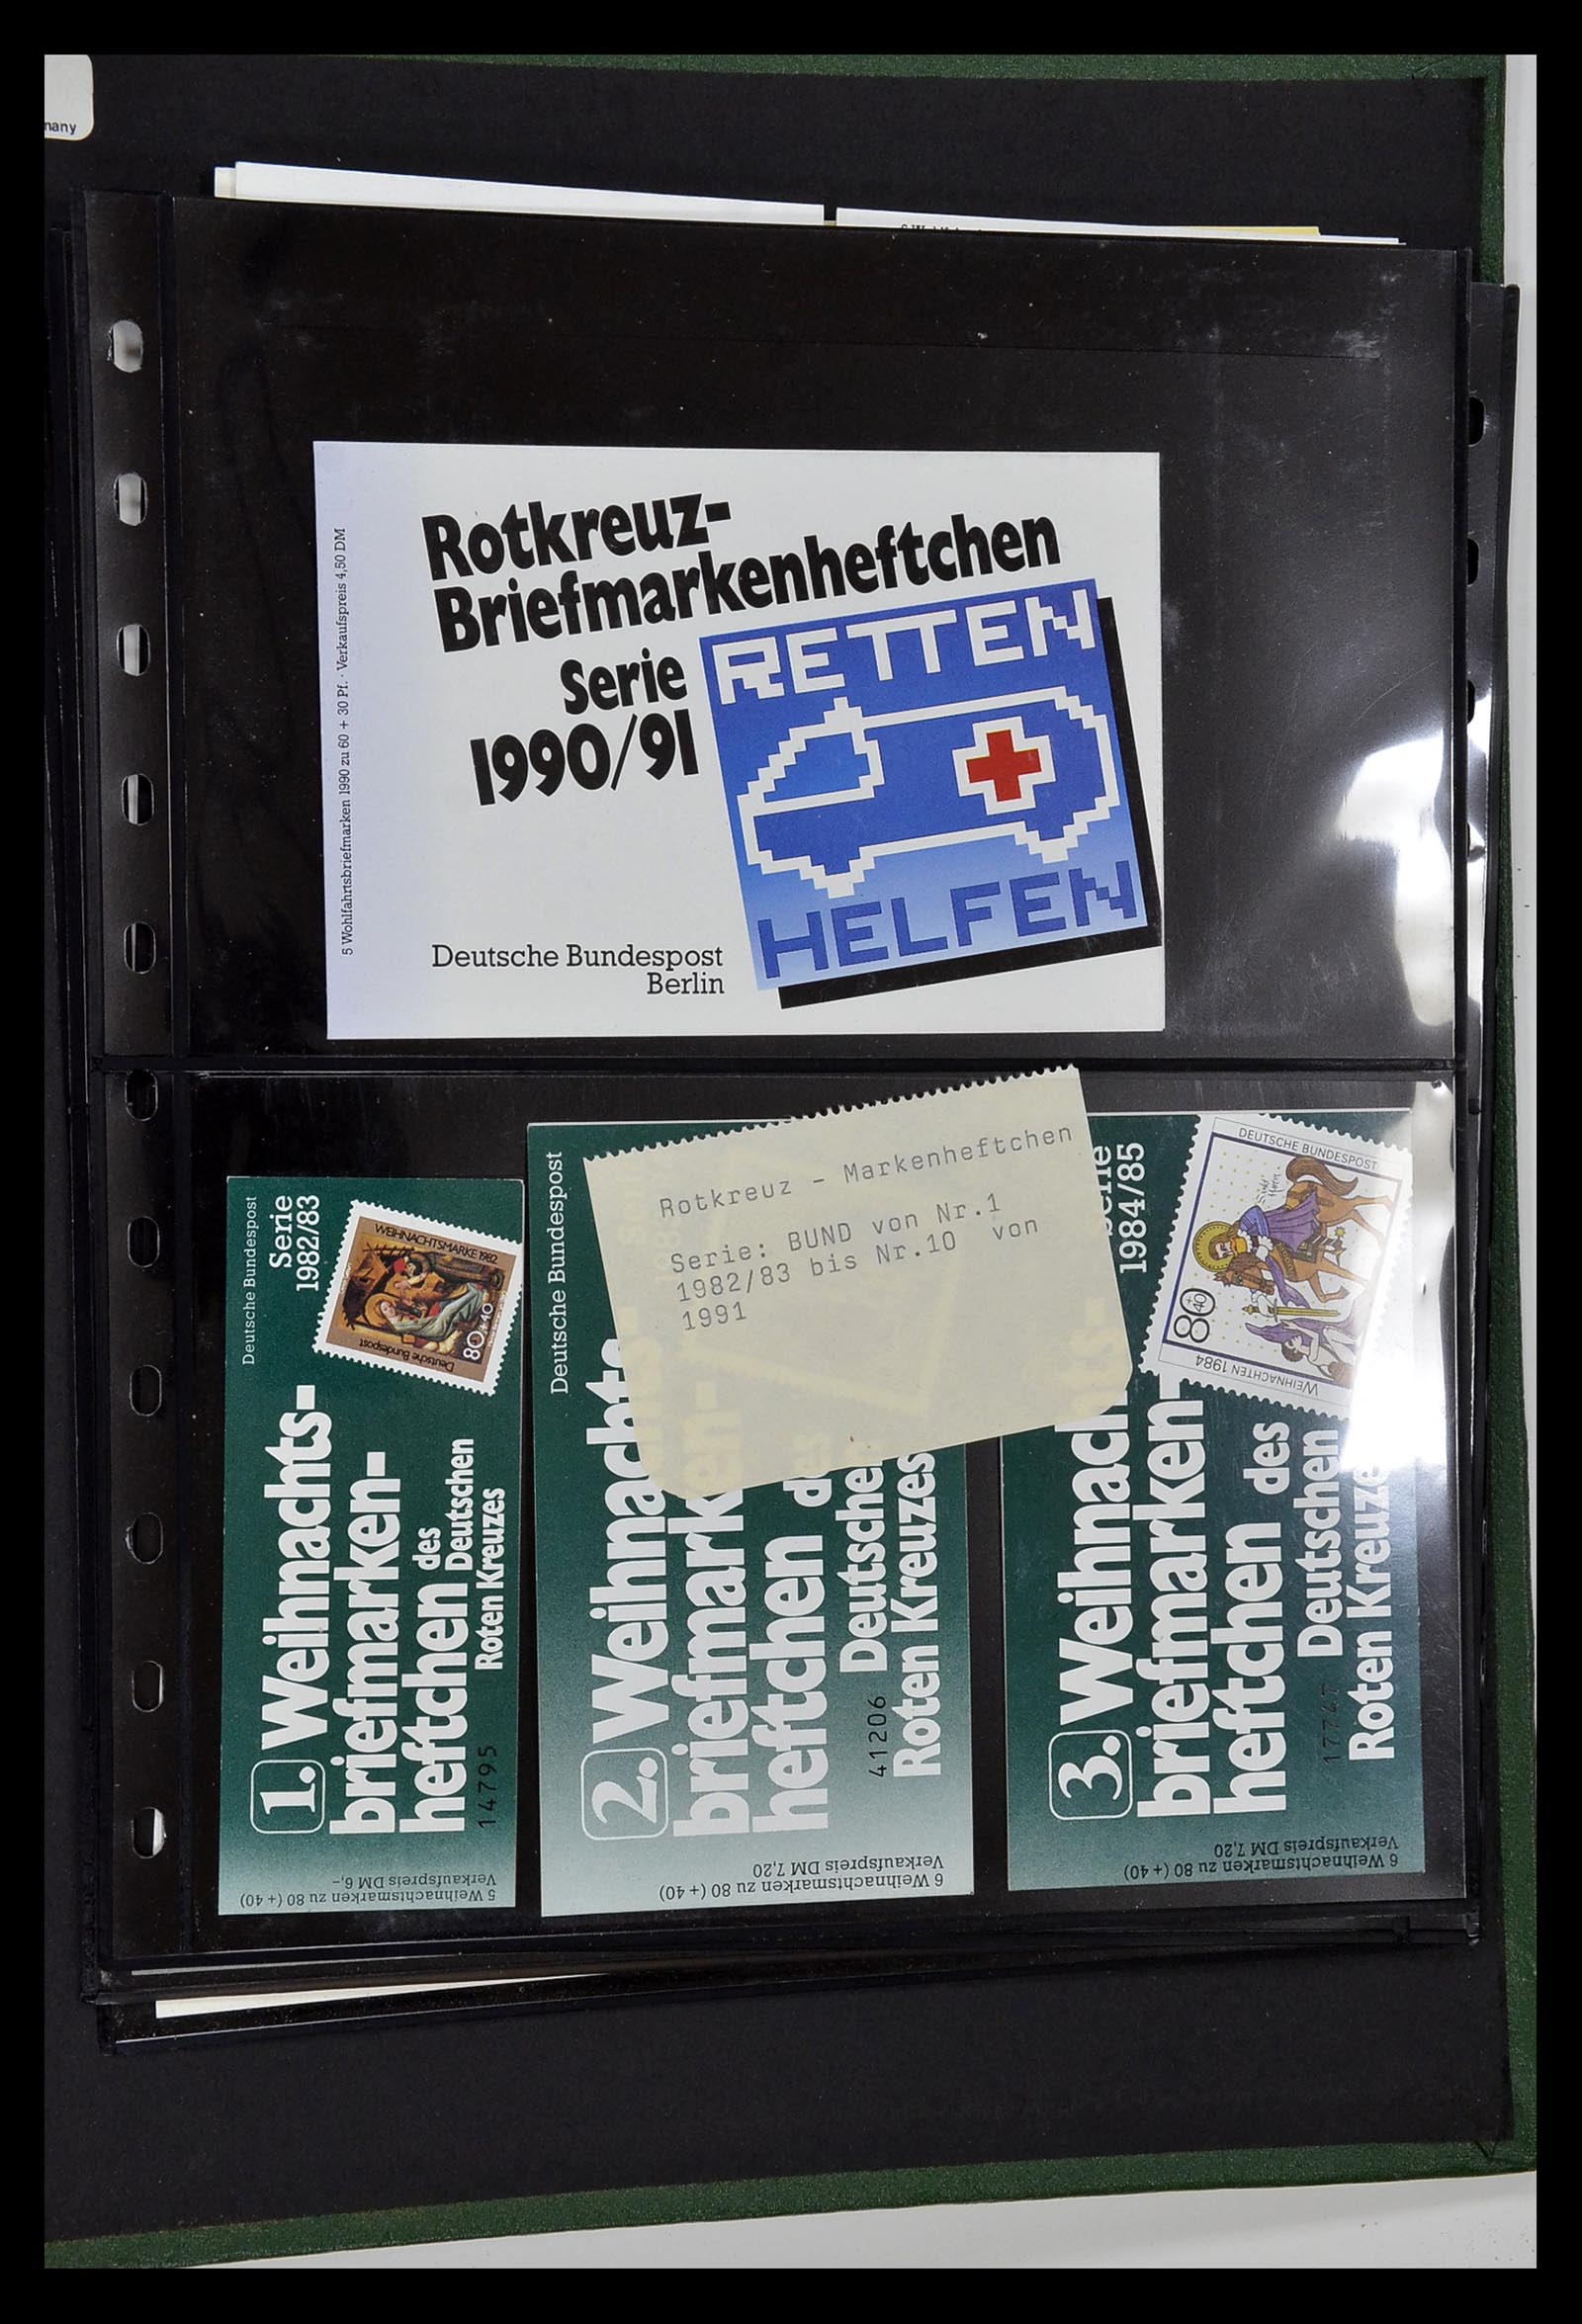 Rotkreuz-
Briefmarkenheftchen
Serie
1990/91
RETTEN
HELFEN
Deutsche Bundespost
Berlin
5 Wohlfahrtsbriefmarken 1990 zu 60 + 30 Pf. · Verkaufspreis 4,50 DM
Deutsche Bundespost
Serie
1982/83
WEIHNACHTSMARKE 1982
80+40
Deutsche Bundespost
1. Weihnachts-
briefmarken-
heftchen des
Deutschen
Roten Kreuzes
14795
5 Weihnachtsmarken zu 80 (+ 40)
Verkaufspreis DM 6,-
Deutsche Bundespost
2. Weihnachts-
briefmark
heftchen
Deutschen
Roten Kreuzes
41206
6 Weihnachtsmarken zu 80 (+ 40)
Verkaufspreis DM 7,20
Rotkreuz - Markenheftchen
Serie: BUND von Nr.1
1982/83 bis Nr.10 von
1991
Serie
1984/85
DEUTSCHE BUNDESPOST
80+40
WEIHNACHTEN 1984
3. Weihnach
briefmarken-
heftchen des
Deutschen
Roten Kreuze
6 Weihnachtsmarken zu 80 (+ 40)
Verkaufspreis DM 7,20
many